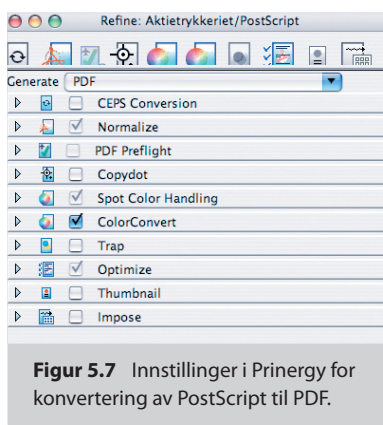 Refine: Aktietrykkeriet/PostScript
Generate PDF
CEPS Conversion
Normalize
PDF Preflight
Copydot
Spot Color Handling
ColorConvert
Trap
Optimize
Thumbnail
Impose
Figur 5.7 Innstillinger i Prinergy for
konvertering av PostScript til PDF.